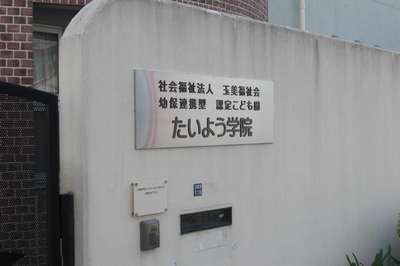 社会福祉法人 玉美福祉会
幼保連携型 認定こども園
たいよう学院